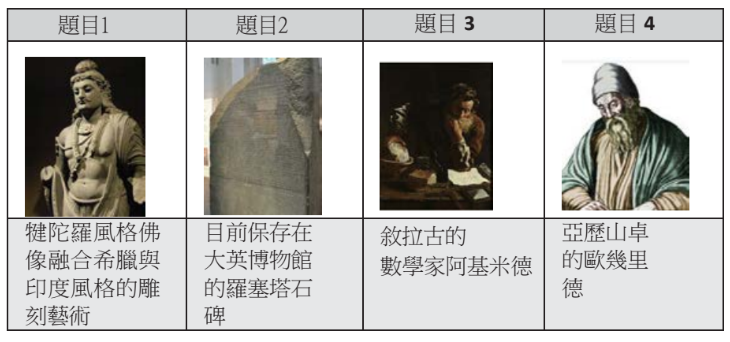 題目1
題目2
題目 3
題目 4
犍陀羅風格佛
像融合希臘與
印度風格的雕
刻藝術
目前保存在
大英博物館
的羅塞塔石
碑
敘拉古的
數學家阿基米德
亞歷山卓
的歐幾里
德